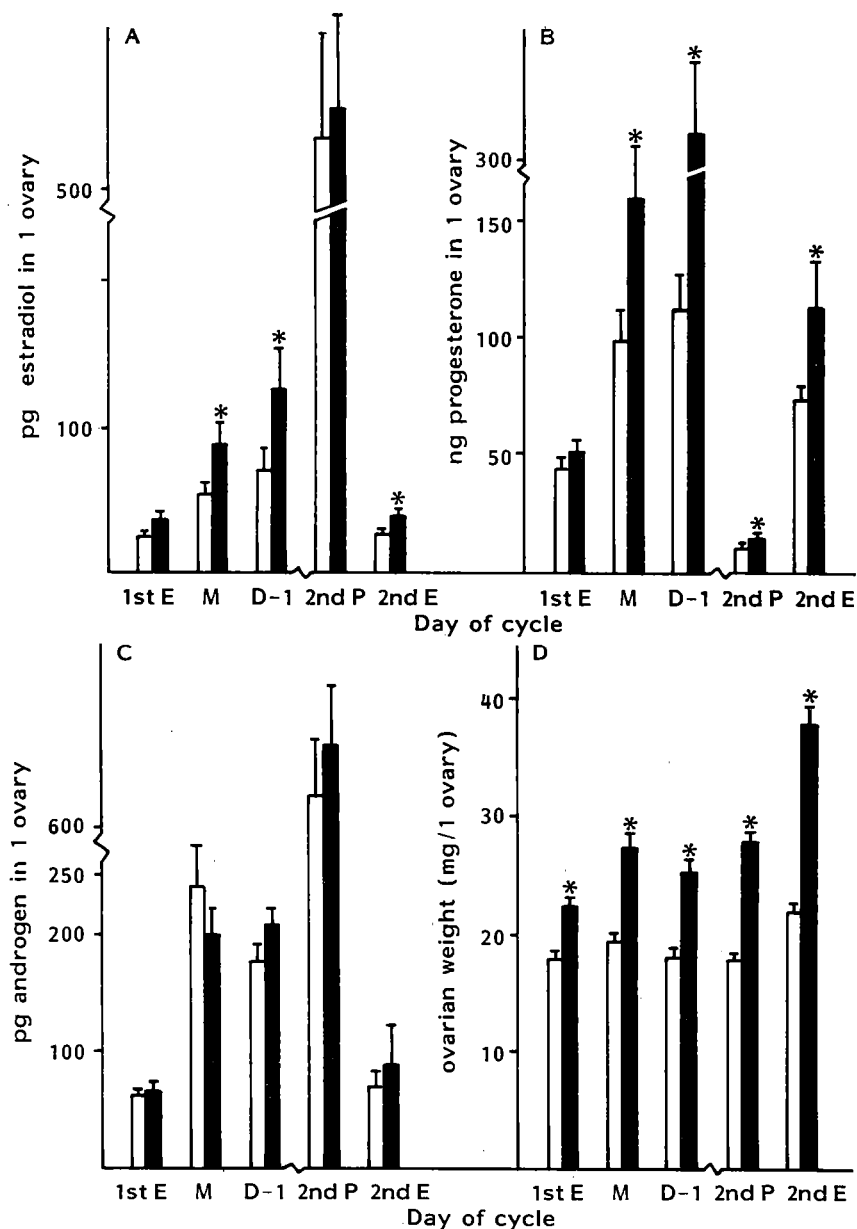 A
pg estradiol in 1 ovary
500
100
*
*
*
1st E M D-1 2nd P 2nd E
B
ng progesterone in 1 ovary
300
150
100
50
*
*
*
*
1st E M D-1 2nd P 2nd E
Day of cycle
C
pg androgen in 1 ovary
600
250
200
100
1st E M D-1 2nd P 2nd E
D
ovarian weight (mg/1 ovary)
40
30
20
10
*
*
*
*
*
1st E M D-1 2nd P 2nd E
Day of cycle